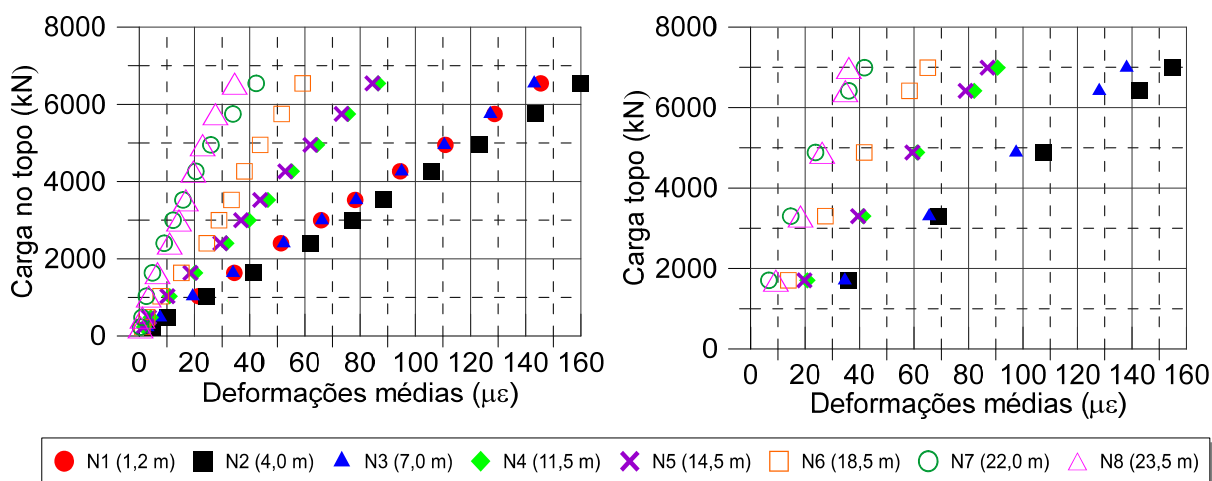 8000
6000
4000
2000
0
Carga no topo (kN)
0 20 40 60 80 100 120 140 160
Deformações médias (με)
8000
6000
4000
2000
0
Carga topo (kN)
0 20 40 60 80 100 120 140 160
Deformações médias (με)
N1 (1,2 m) N2 (4,0 m) N3 (7,0 m) N4 (11,5 m) N5 (14,5 m) N6 (18,5 m) N7 (22,0 m) N8 (23,5 m)